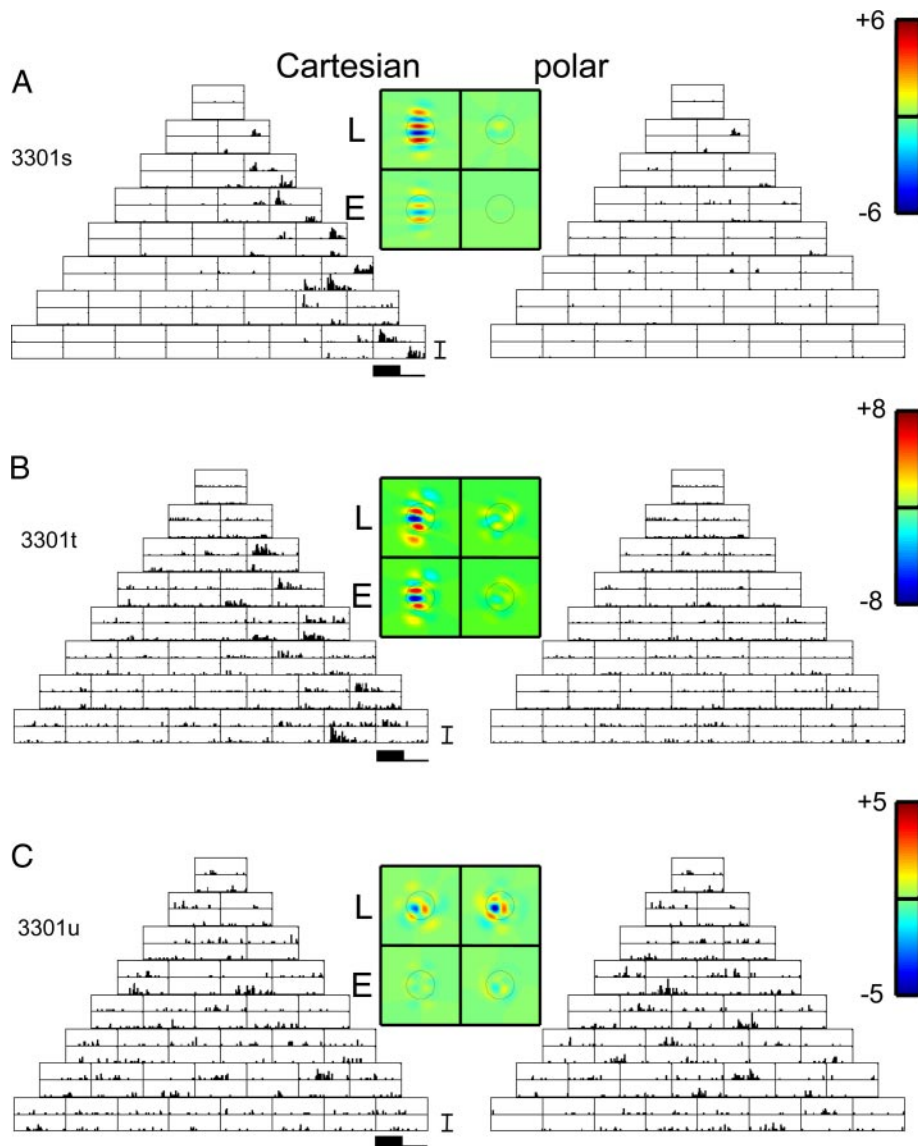 +6
Cartesian polar
A
L
3301s
E
-6
+8
B
L
3301t
E
-8
+5
C
L
3301u
E
-5